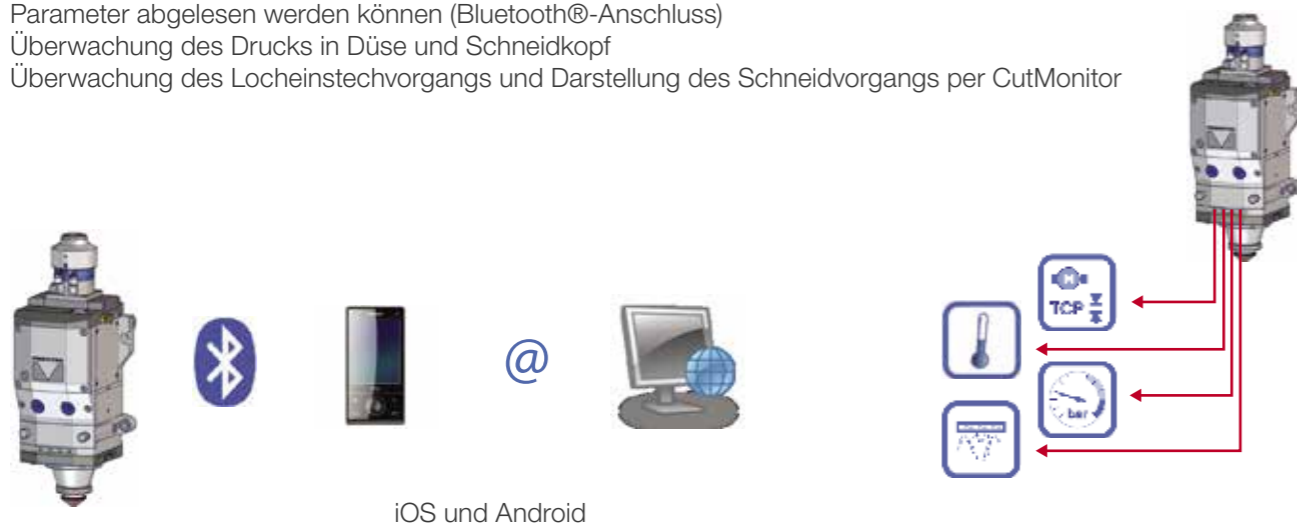 Parameter abgelesen werden können (Bluetooth®-Anschluss)
Überwachung des Drucks in Düse und Schneidkopf
Überwachung des Locheinstechvorgangs und Darstellung des Schneidvorgangs per CutMonitor
M
TCP
@
bar
iOS und Android